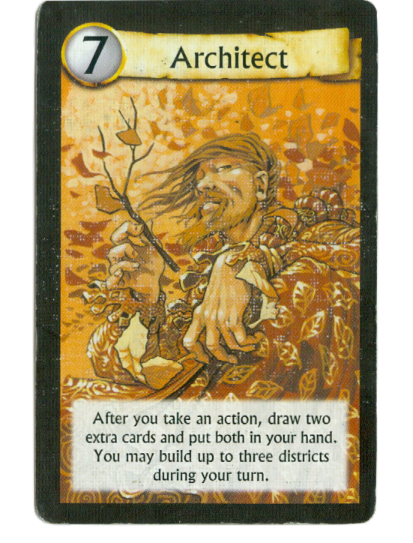 7
Architect
After you take an action, draw two
extra cards and put both in your hand.
You may build up to three districts
during your turn.